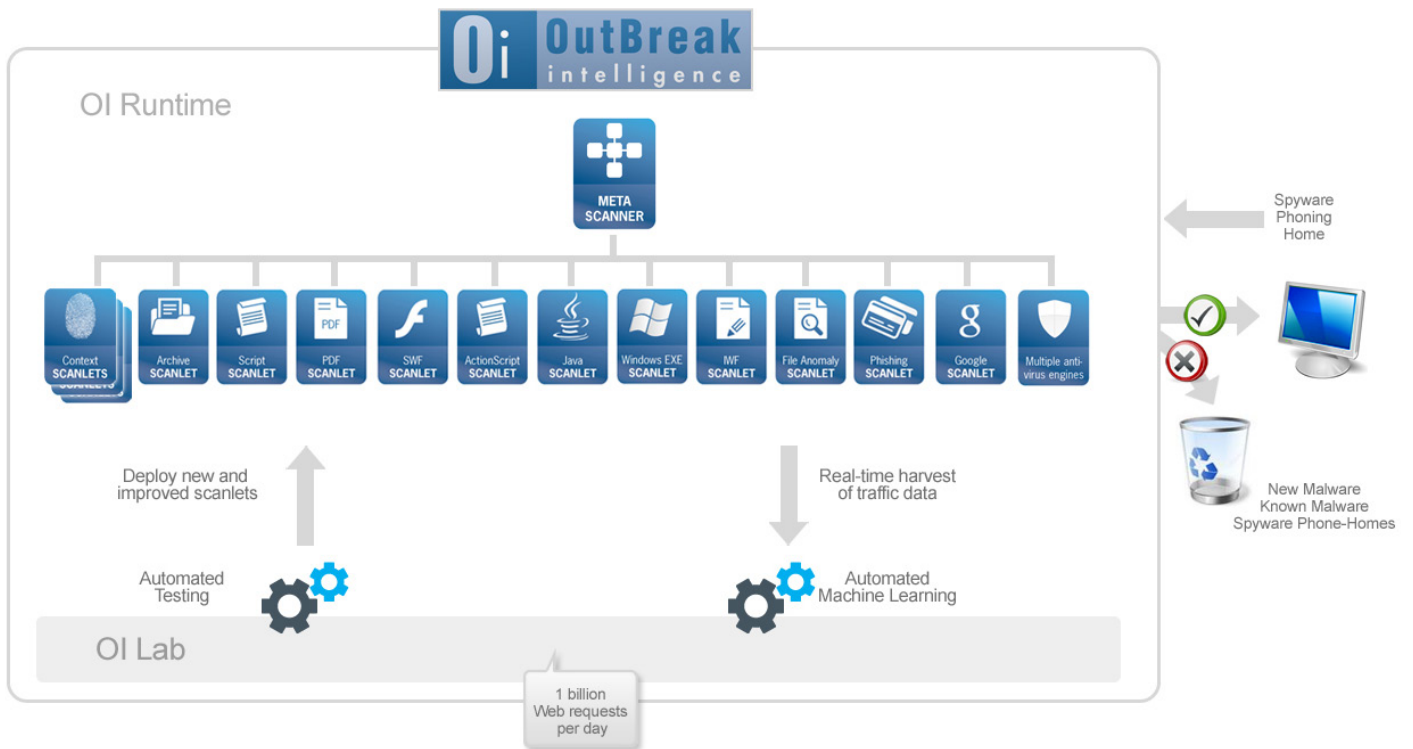 Oi OutBreak
intelligence
OI Runtime
META
SCANNER
Spyware
Phoning
Home
Context
SCANLETS
SCANLETS
Archive
SCANLET
Script
SCANLET
PDF
PDF
SCANLET
SWF
SCANLET
ActionScript
SCANLET
Java
SCANLET
Windows EXE
SCANLET
IWF
SCANLET
File Anomaly
SCANLET
Phishing
SCANLET
g
Google
SCANLET
Multiple anti-
virus engines
Deploy new and
improved scanlets
Real-time harvest
of traffic data
New Malware
Known Malware
Spyware Phone-Homes
Automated
Testing
Automated
Machine Learning
OI Lab
1 billion
Web requests
per day